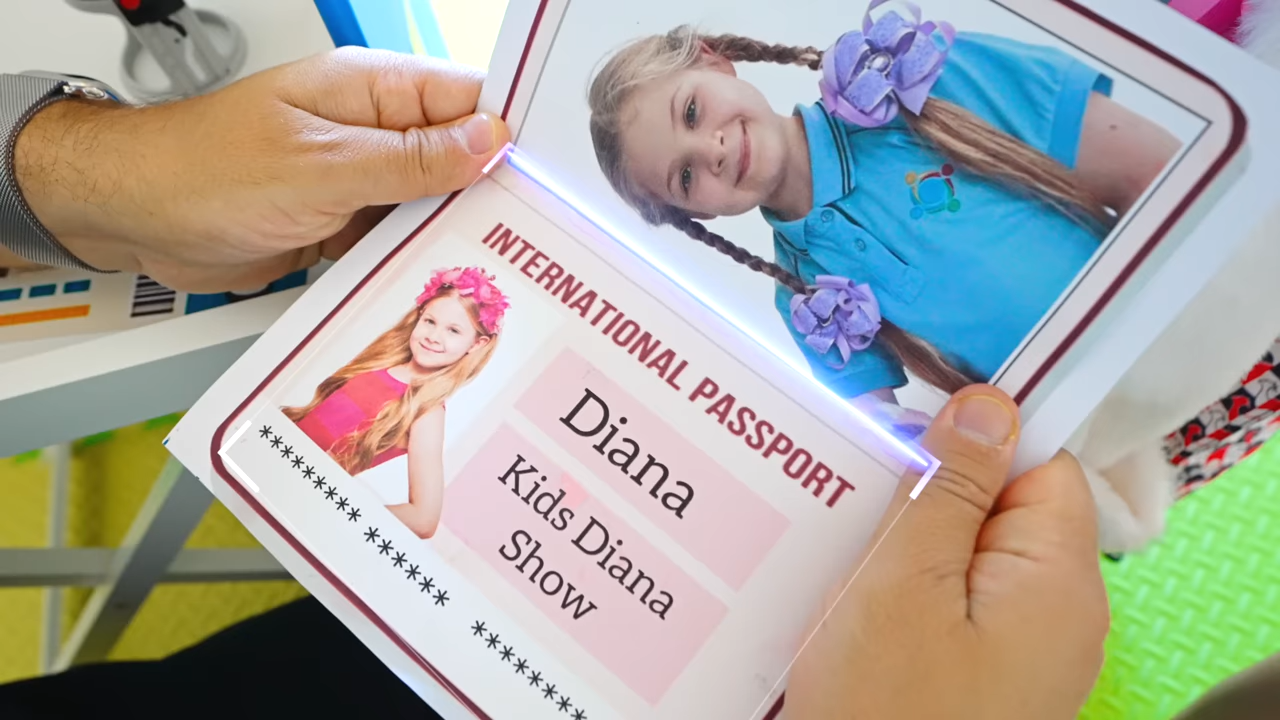 INTERNATIONAL PASSPORT
Diana
Kids Diana
Show
********* ******* ********